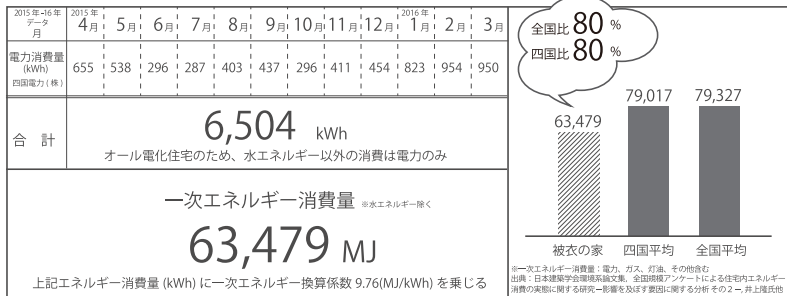 2015年-16年
データ
月
2015年
4月 5月 6月 7月 8月 9月 10月 11月 12月
2016年
1月 2月 3月
電力消費量
(kWh)
四国電力(株)
655 538 296 287 403 437 296 411 454 823 954 950
合 計
6,504 kWh
オール電化住宅のため、水エネルギー以外の消費は電力のみ
一次エネルギー消費量 ※水エネルギー除く
63,479 MJ
上記エネルギー消費量 (kWh) に一次エネルギー換算係数 9.76(MJ/kWh) を乗じる
全国比 80 %
四国比 80 %
63,479 79,017 79,327
被衣の家 四国平均 全国平均
※一次エネルギー消費量：電力、ガス、灯油、その他含む
出典：日本建築学会環境系論文集, 全国規模アンケートによる住宅内エネルギー
消費の実態に関する研究－影響を及ぼす要因に関する分析 その2－, 井上隆氏他